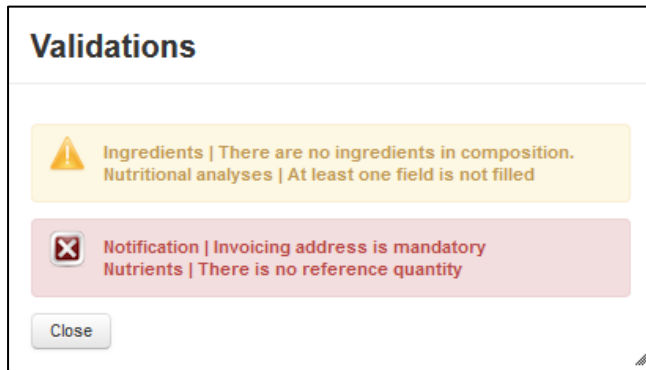 Validations
Ingredients | There are no ingredients in composition.
Nutritional analyses | At least one field is not filled
Notification | Invoicing address is mandatory
Nutrients | There is no reference quantity
Close